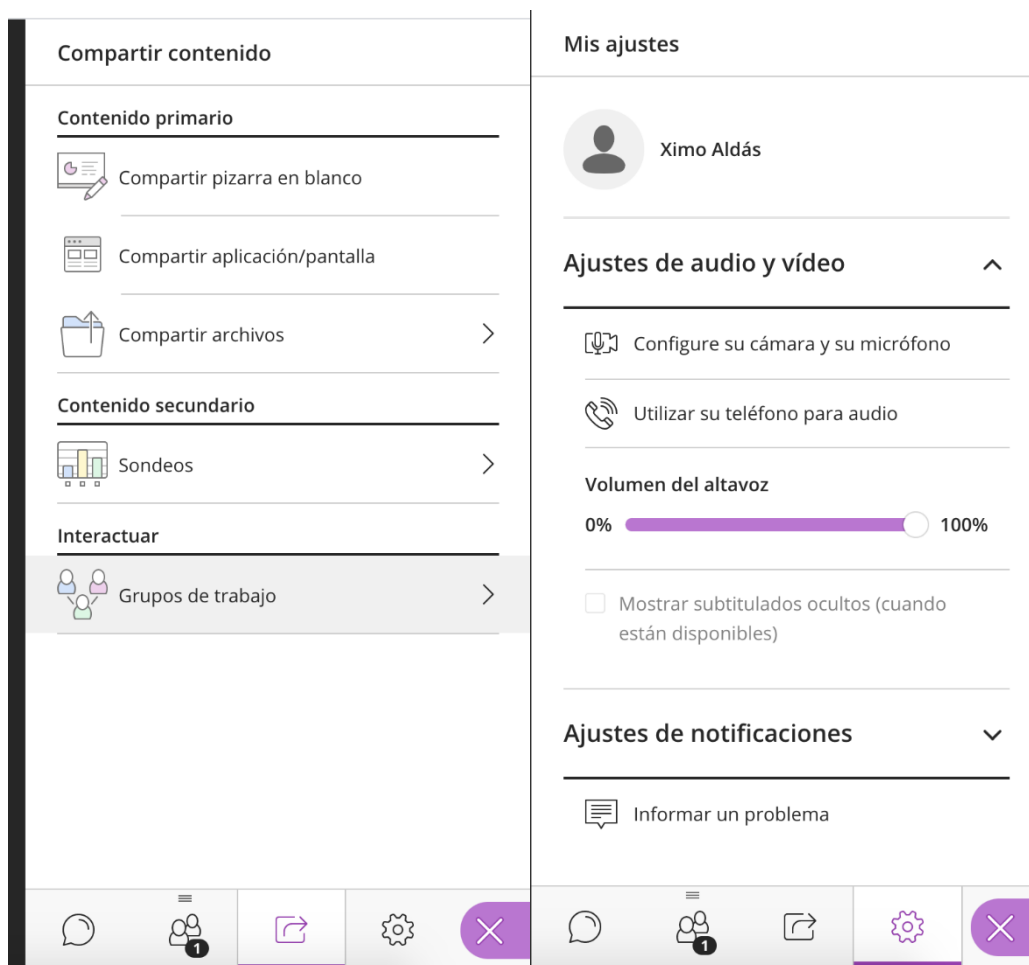 Compartir contenido
Contenido primario
Compartir pizarra en blanco
Compartir aplicación/pantalla
Compartir archivos
Contenido secundario
Sondeos
Interactuar
Grupos de trabajo
1
Mis ajustes
Ximo Aldás
Ajustes de audio y vídeo
Configure su cámara y su micrófono
Utilizar su teléfono para audio
Volumen del altavoz
0% 100%
Mostrar subtitulados ocultos (cuando
están disponibles)
Ajustes de notificaciones
Informar un problema
1